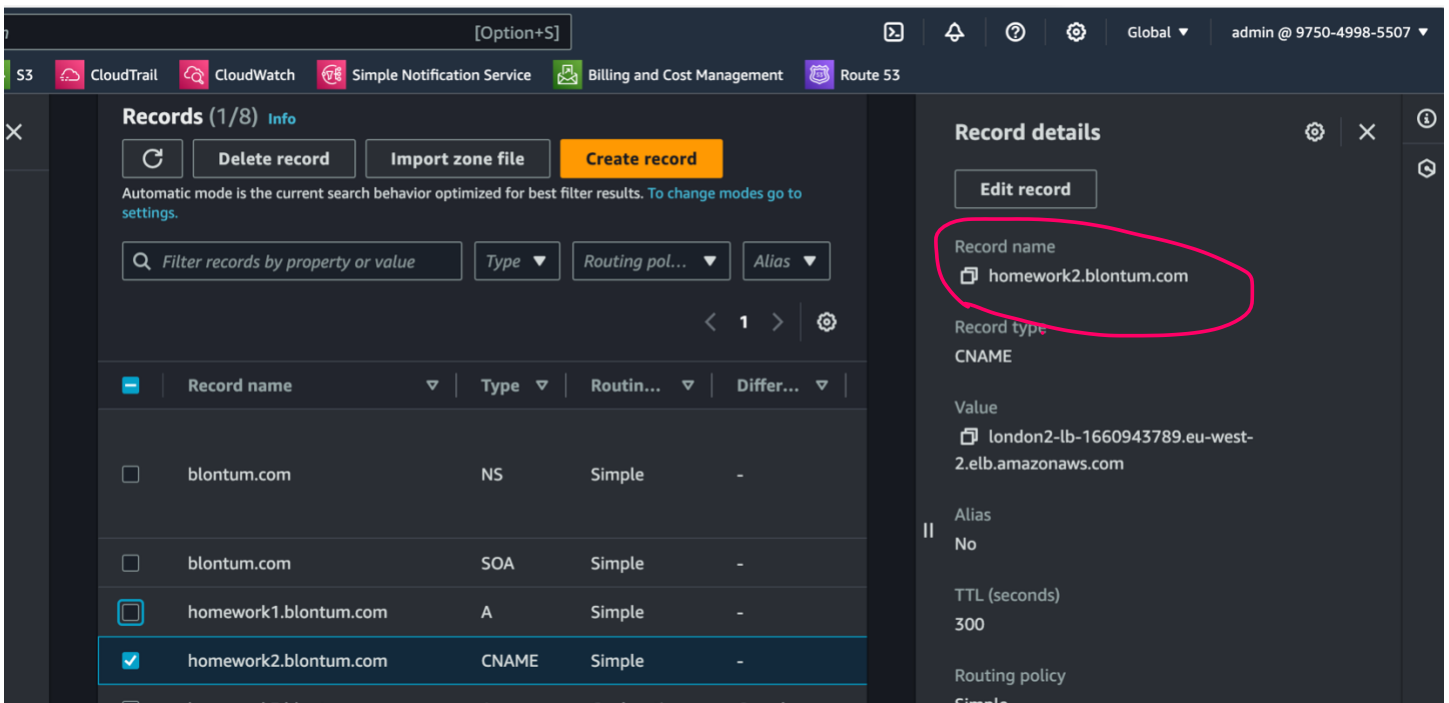 [Option+S]
Global
admin @ 9750-4998-5507
S3
CloudTrail
CloudWatch
Simple Notification Service
Billing and Cost Management
Route 53
Records (1/8) Info
Delete record
Import zone file
Create record
Automatic mode is the current search behavior optimized for best filter results. To change modes go to
settings.
Filter records by property or value
Type
Routing pol...
Alias
1
Record name
Type
Routin...
Differ...
blontum.com NS Simple -
blontum.com SOA Simple -
homework1.blontum.com A Simple -
homework2.blontum.com CNAME Simple -
Record details
Edit record
Record name
homework2.blontum.com
Record type
CNAME
Value
london2-lb-1660943789.eu-west-
2.elb.amazonaws.com
Alias
No
TTL (seconds)
300
Routing policy
Simple